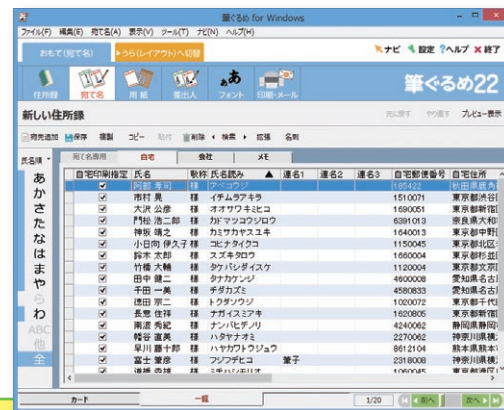 筆ぐるめ for Windows
ファイル(F) 編集(E) 宛て名(A) 表示(V) ツール(T) ナビ(N) ヘルプ(H)
おもて(宛て名) うら(レイアウト)へ切替 ナビ 設定 ?ヘルプ ×終了
住所録 宛て名 用紙 差出人 フォント 印刷・メール 筆ぐるめ22
新しい住所録 元に戻す やり直す プレビュー表示
宛先追加 保存 複製 コピー 貼付 削除 検索 拡張 名刺
氏名順 宛て名専用 自宅 会社 メモ
自宅印刷指定 氏名 敬称 氏名読み ▲ 連名1 連名2 連名3 自宅郵便番号 自宅住所
阿部 孝司 様 アベコウジ 185422 秋田県鹿角
市村 晃 様 イチムラアキラ 1510071 東京都渋谷
大沢 公彦 様 オオサワキミヒコ 1690051 東京都新宿
門松 浩二郎 様 カドマツコウジロウ 6391013 奈良県大和
神坂 靖之 様 カミサカヤスユキ 1640013 東京都中野
小日向 伊久子 様 コヒナタイクコ 1150045 東京都北区
鈴木 太郎 様 スズキタロウ 1660004 東京都杉並
竹橋 大輔 様 タケバシダイスケ 1120004 東京都文京
田中 健二 様 タナカケンジ 4600008 愛知県名古
千田 一美 様 チダカズミ 4580833 愛知県名古
徳田 宗二 様 トクダソウジ 1020072 東京都千代
長恵 住祥 様 ナガイスミアキ 1620805 東京都新宿
南波 秀紀 様 ナンバヒデノリ 4240062 静岡県静岡
幡谷 直美 様 ハタヤナオミ 2270062 神奈川県横
早川 藤十郎 様 ハヤカワトウジュウ 8612104 熊本県熊本
富士 筆彦 様 フジフデヒコ 筆子 2318008 神奈川県横
あ
か
さ
た
な
は
ま
や
ら
わ
ABC
他
全
カード 一覧 1/20 前へ 次へ